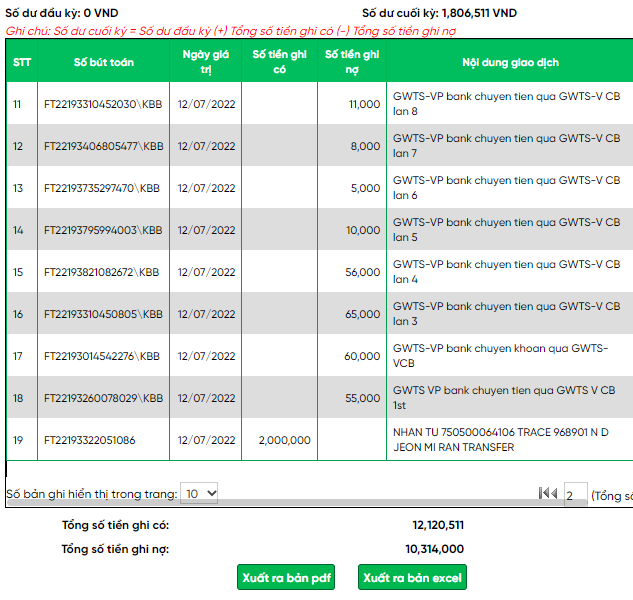 Số dư đầu kỳ: 0 VND Số dư cuối kỳ: 1,806,511 VND
Ghi chú: Số dư cuối kỳ = Số dư đầu kỳ (+) Tổng số tiền ghi có (-) Tổng số tiền ghi nợ
STT Số bút toán Ngày giá trị Số tiền ghi có Số tiền ghi nợ Nội dung giao dịch
11 FT22193310452030\KBB 12/07/2022 11,000 GWTS-VP bank chuyen tien qua GWTS-V CB
lan 8
12 FT22193406805477\KBB 12/07/2022 8,000 GWTS-VP bank chuyen tien qua GWTS-V CB
lan 7
13 FT22193735297470\KBB 12/07/2022 5,000 GWTS-VP bank chuyen tien qua GWTS-V CB
lan 6
14 FT22193795994003\KBB 12/07/2022 10,000 GWTS-VP bank chuyen tien qua GWTS-V CB
lan 5
15 FT22193821082672\KBB 12/07/2022 56,000 GWTS-VP bank chuyen tien qua GWTS-V CB
lan 4
16 FT22193310450805\KBB 12/07/2022 65,000 GWTS-VP bank chuyen tien qua GWTS-V CB
lan 3
17 FT22193014542276\KBB 12/07/2022 60,000 GWTS-VP bank chuyen khoan qua GWTS-
VCB
18 FT22193260078029\KBB 12/07/2022 55,000 GWTS VP bank chuyen tien qua GWTS V CB
1st
19 FT22193322051086 12/07/2022 2,000,000 NHAN TU 750500064106 TRACE 968901 N D
JEON MI RAN TRANSFER
Số bản ghi hiển thị trong trang: 10 2 (Tổng số
Tổng số tiền ghi có: 12,120,511
Tổng số tiền ghi nợ: 10,314,000
Xuất ra bản pdf Xuất ra bản excel